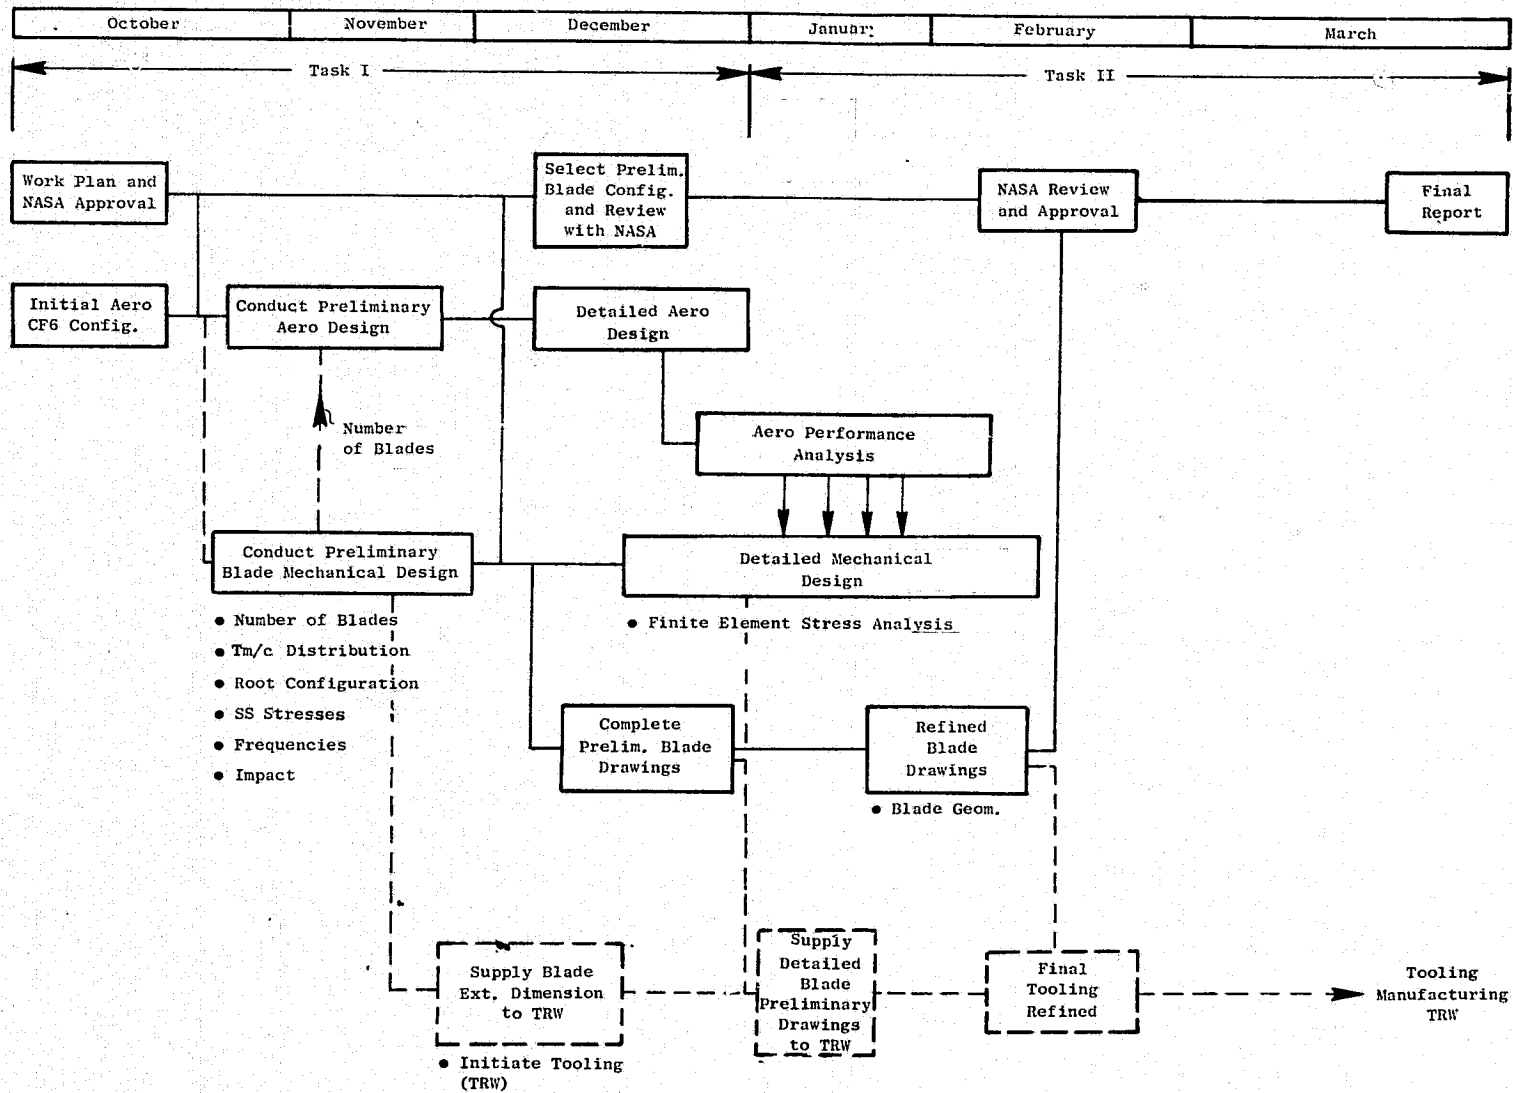 October
November
December
January
February
March
Task I
Task II
Work Plan and
NASA Approval
Select Prelim.
Blade Config.
and Review
with NASA
NASA Review
and Approval
Final
Report
Initial Aero
CF6 Config.
Conduct Preliminary
Aero Design
Detailed Aero
Design
Number
of Blades
Aero Performance
Analysis
Conduct Preliminary
Blade Mechanical Design
Detailed Mechanical
Design
● Number of Blades
● Tm/c Distribution
● Root Configuration
● SS Stresses
● Frequencies
● Impact
● Finite Element Stress Analysis
Complete
Prelim. Blade
Drawings
Refined
Blade
Drawings
● Blade Geom.
Supply Blade
Ext. Dimension
to TRW
● Initiate Tooling
(TRW)
Supply
Detailed
Blade
Preliminary
Drawings
to TRW
Final
Tooling
Refined
Tooling
Manufacturing
TRW